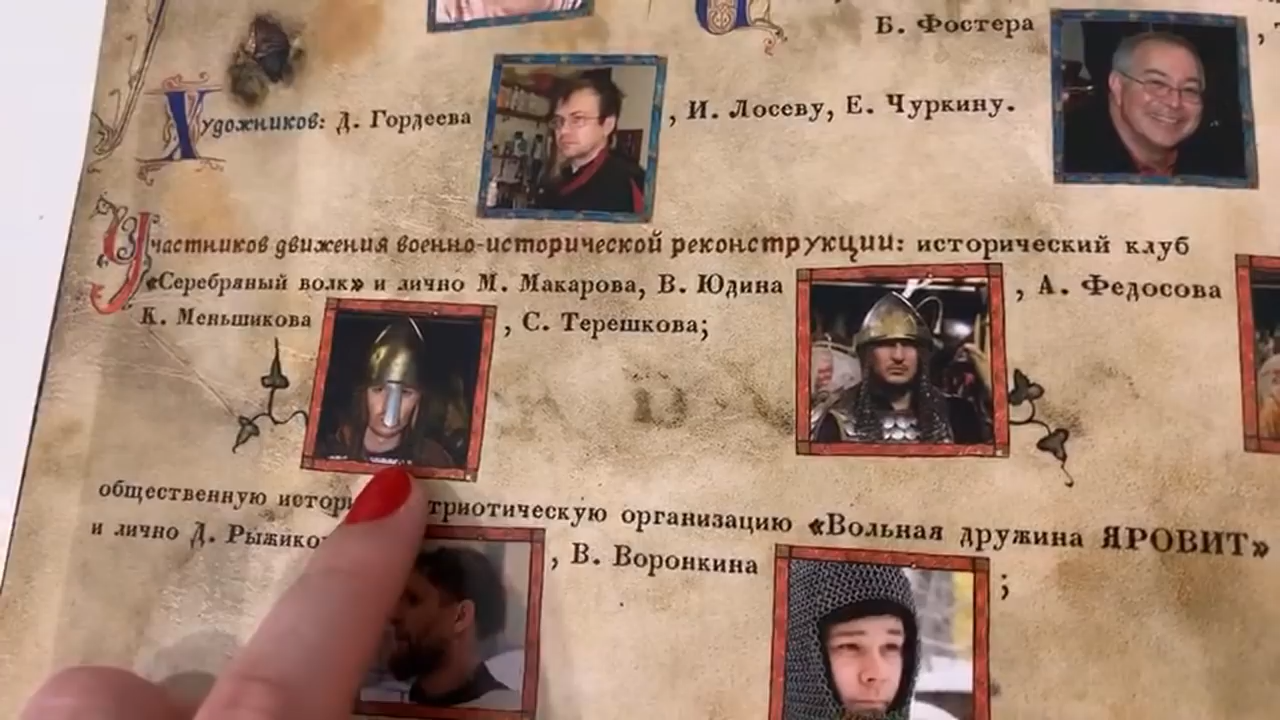 Б. Фостера ,
Художников: Д. Гордеева , И. Лосеву, Е. Чуркину.
Участников движения военно-исторической реконструкции: исторический клуб
«Серебряный волк» и лично М. Макарова, В. Юдина , А. Федосова
К. Меньшикова , С. Терешкова;
общественную истори триотическую организацию «Вольная дружина ЯРОВИТ»
и лично Д. Рыжико , В. Воронкина ;